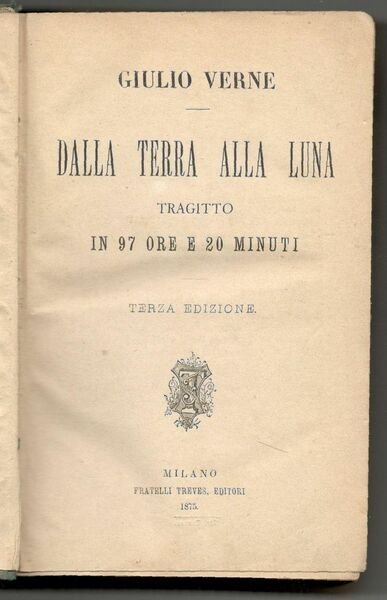 GIULIO VERNE
DALLA TERRA ALLA LUNA
TRAGITTO
IN 97 ORE E 20 MINUTI
TERZA EDIZIONE.
MILANO
FRATELLI TREVES, EDITORI
1875.